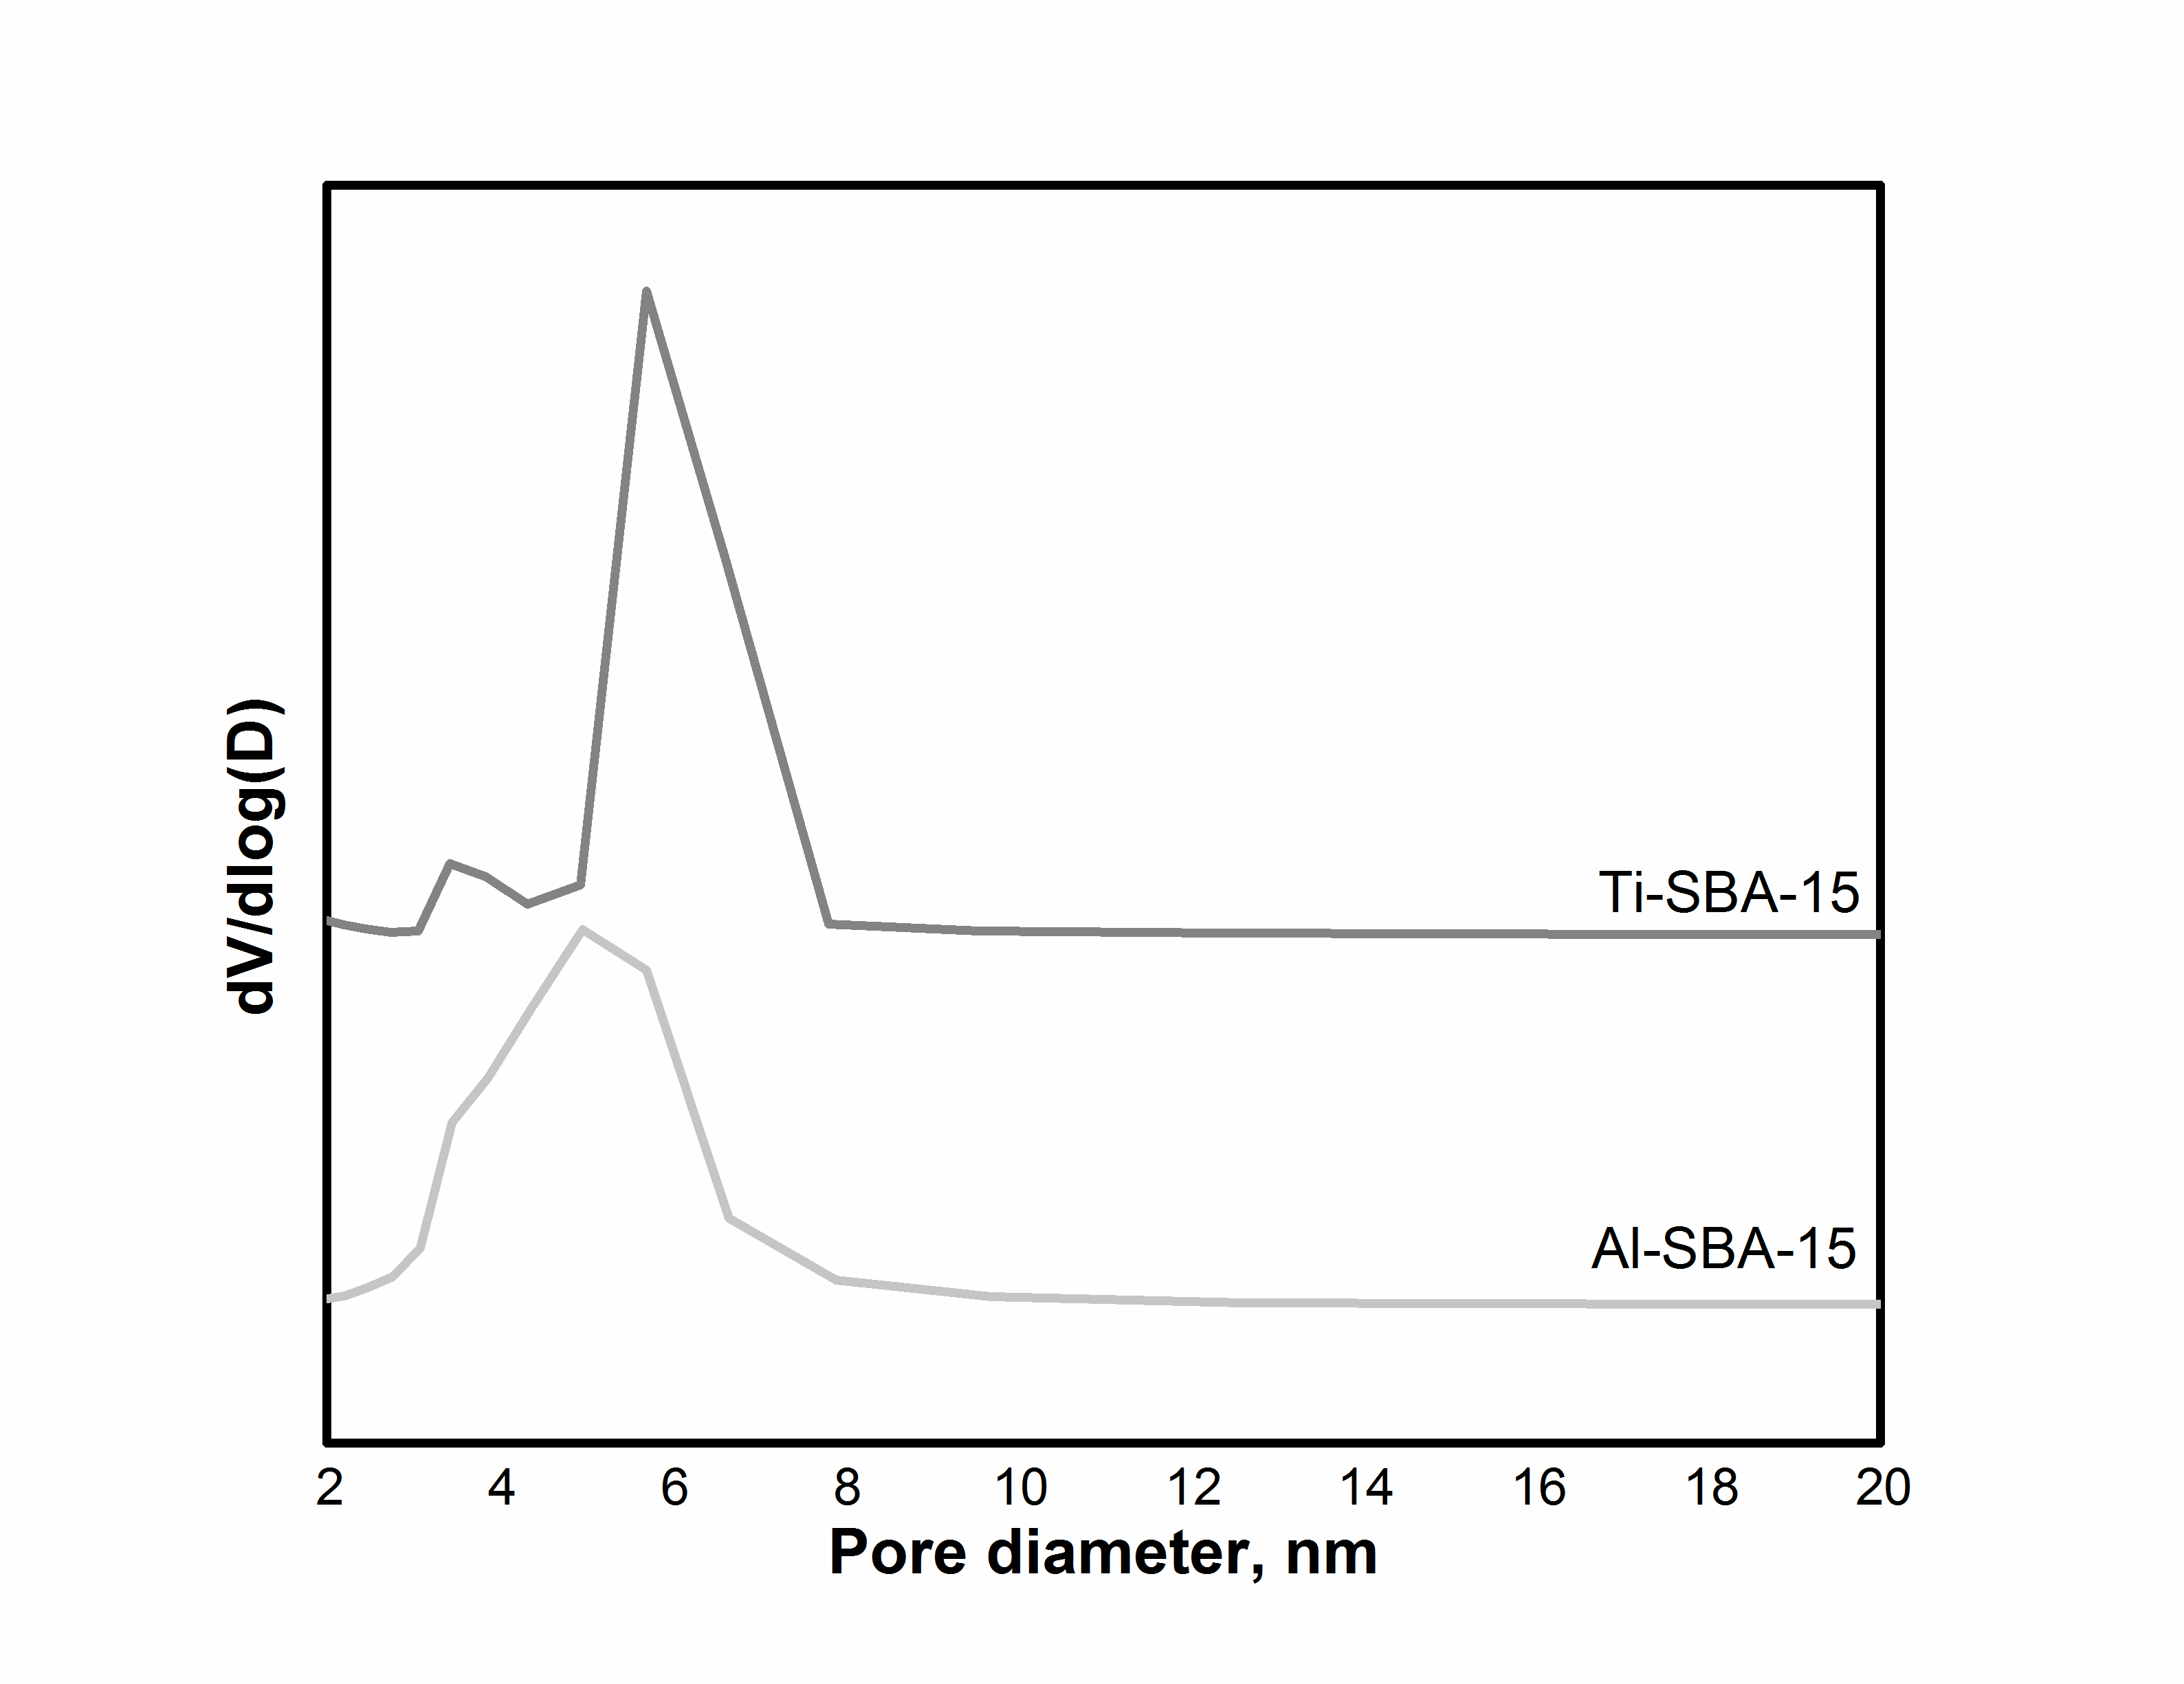 dV/dlog(D)
Ti-SBA-15
Al-SBA-15
2 4 6 8 10 12 14 16 18 20
Pore diameter, nm